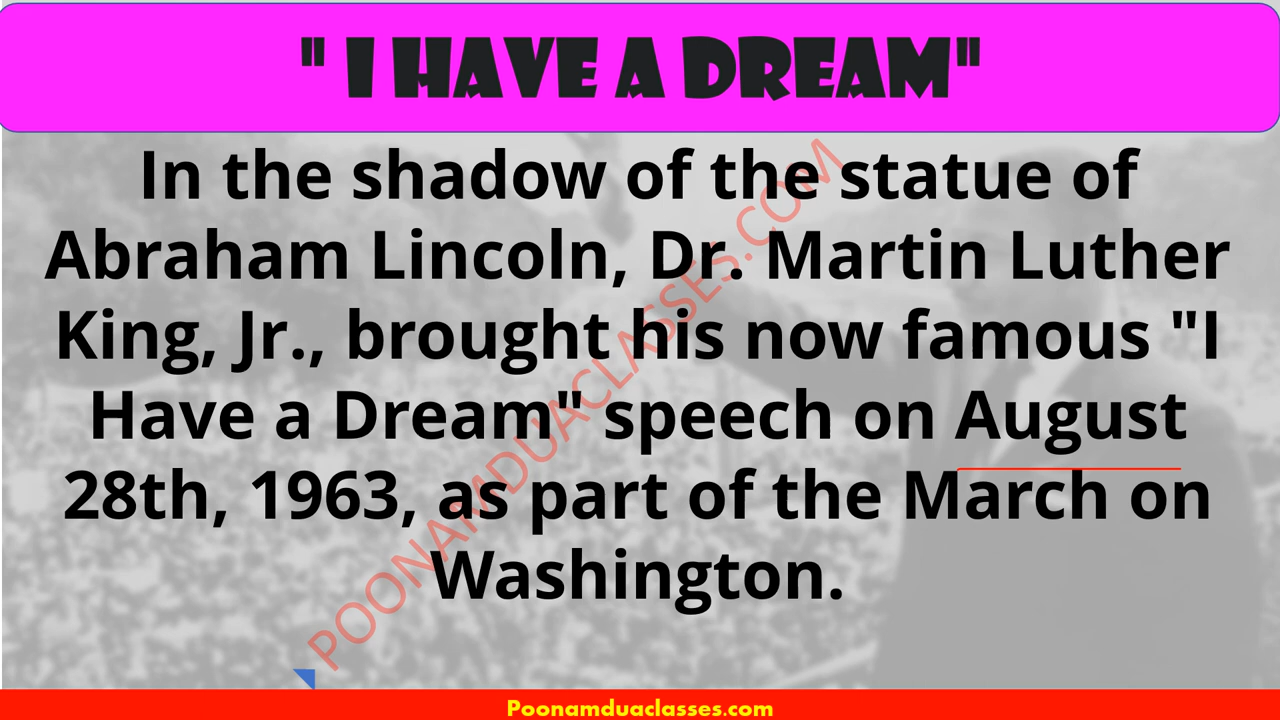 " I HAVE A DREAM"
In the shadow of the statue of
Abraham Lincoln, Dr. Martin Luther
King, Jr., brought his now famous "I
Have a Dream" speech on August
28th, 1963, as part of the March on
Washington.
POONAMDUACLASSES.COM
Poonamduaclasses.com